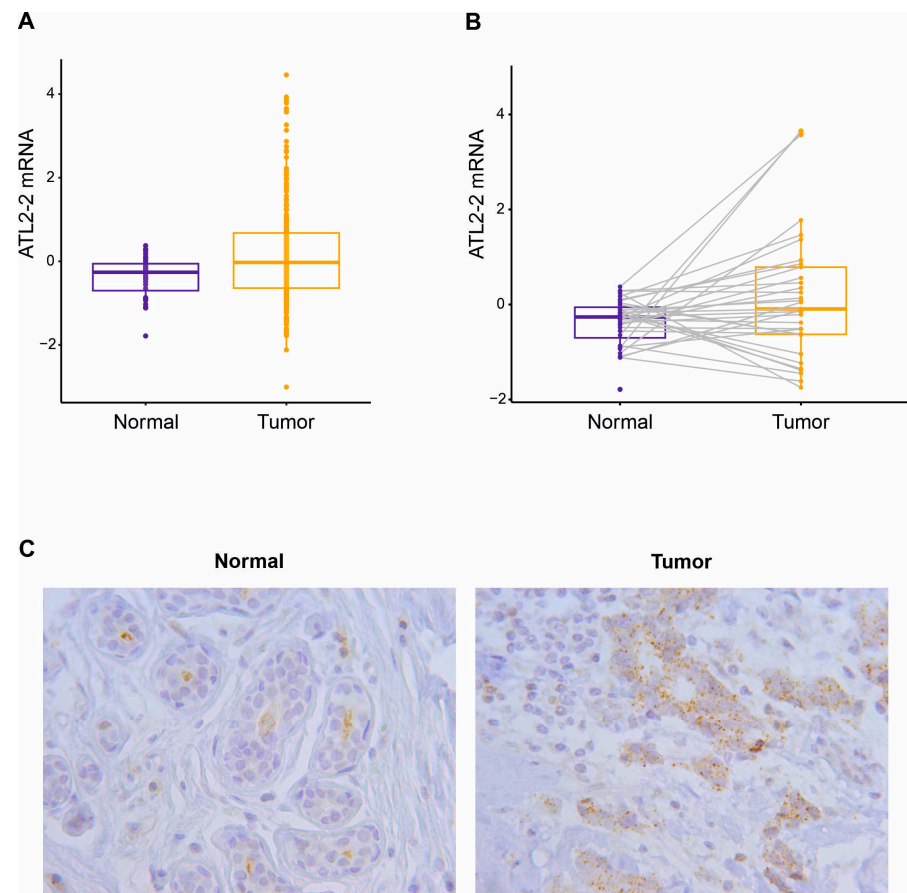 A
ATL2-2 mRNA
4
2
0
−2
Normal
Tumor
B
ATL2-2 mRNA
4
2
0
−2
Normal
Tumor
C
Normal
Tumor